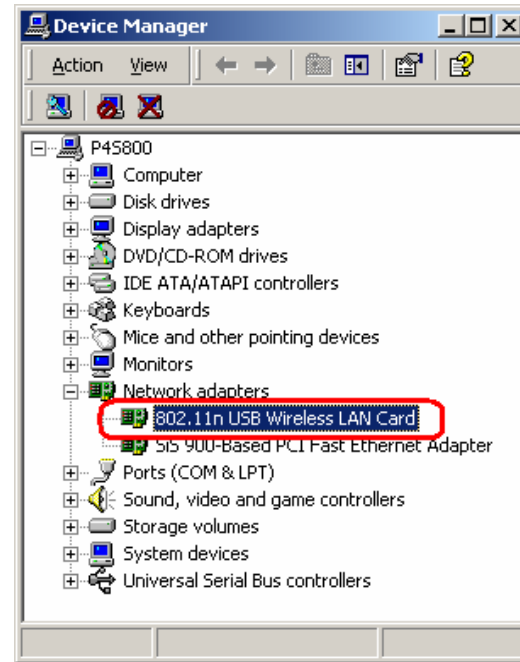 Device Manager
Action View
P4S800
Computer
Disk drives
Display adapters
DVD/CD-ROM drives
IDE ATA/ATAPI controllers
Keyboards
Mice and other pointing devices
Monitors
Network adapters
802.11n USB Wireless LAN Card
SiS 900-Based PCI Fast Ethernet Adapter
Ports (COM & LPT)
Sound, video and game controllers
Storage volumes
System devices
Universal Serial Bus controllers